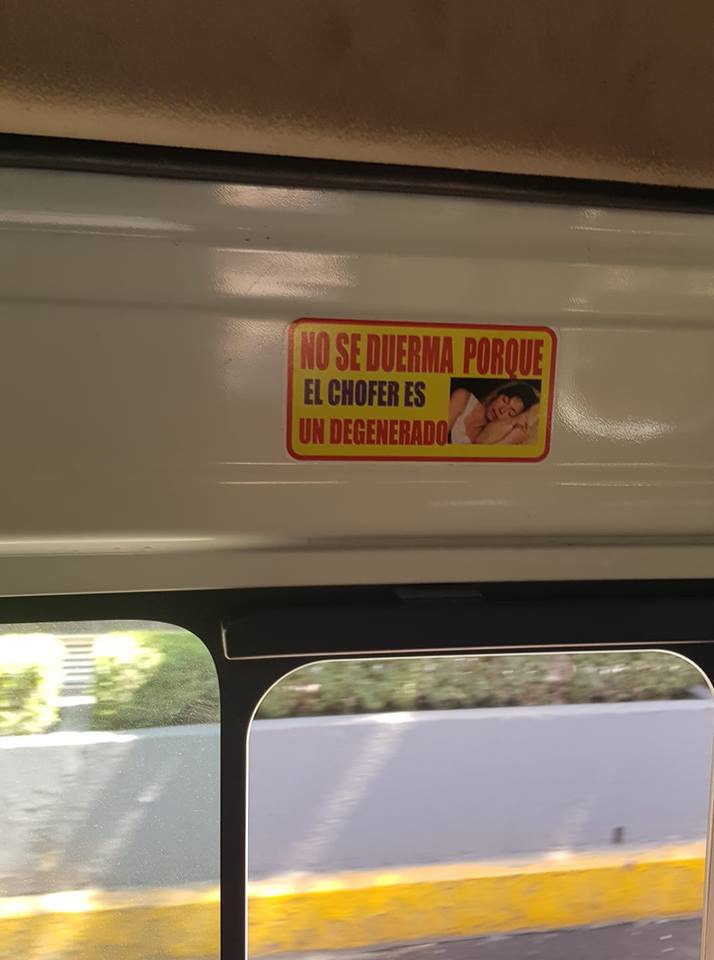 NO SE DUERMA PORQUE
EL CHOFER ES
UN DEGENERADO